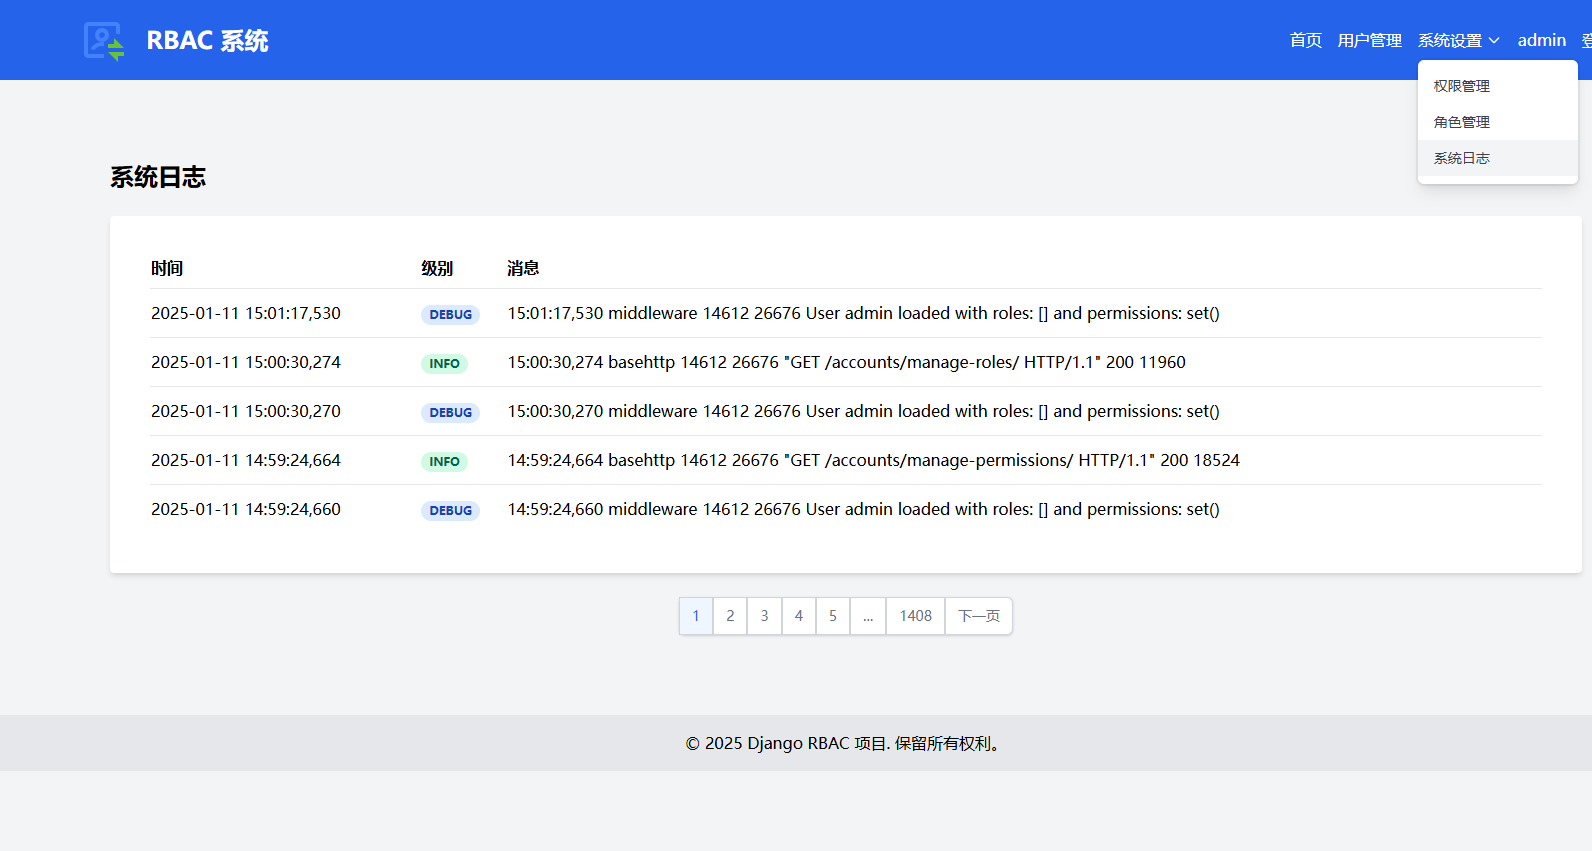 RBAC 系统
首页 用户管理 系统设置 admin
权限管理
角色管理
系统日志
系统日志
时间 级别 消息
2025-01-11 15:01:17,530 DEBUG 15:01:17,530 middleware 14612 26676 User admin loaded with roles: [] and permissions: set()
2025-01-11 15:00:30,274 INFO 15:00:30,274 basehttp 14612 26676 "GET /accounts/manage-roles/ HTTP/1.1" 200 11960
2025-01-11 15:00:30,270 DEBUG 15:00:30,270 middleware 14612 26676 User admin loaded with roles: [] and permissions: set()
2025-01-11 14:59:24,664 INFO 14:59:24,664 basehttp 14612 26676 "GET /accounts/manage-permissions/ HTTP/1.1" 200 18524
2025-01-11 14:59:24,660 DEBUG 14:59:24,660 middleware 14612 26676 User admin loaded with roles: [] and permissions: set()
1 2 3 4 5 ... 1408 下一页
© 2025 Django RBAC 项目. 保留所有权利。